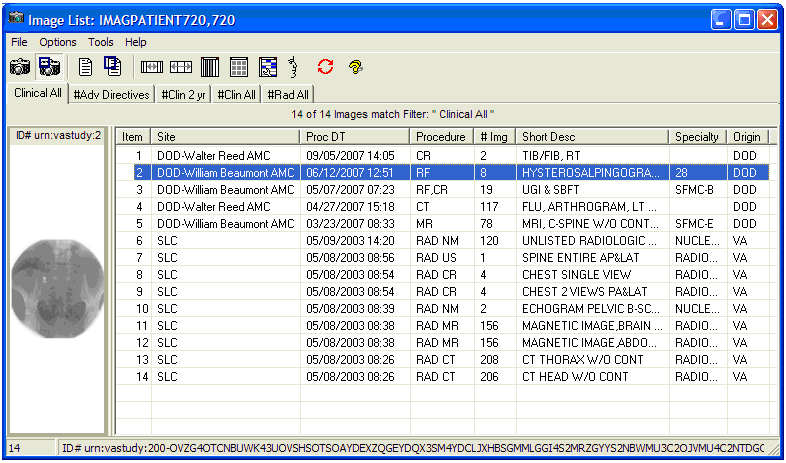 Image List: IMAGPATIENT720,720
File Options Tools Help
Clinical All #Adv Directives #Clin 2 yr #Clin All #Rad All
14 of 14 Images match Filter: " Clinical All "
ID# urn:vastudy:2
Item Site Proc DT Procedure # Img Short Desc Specialty Origin
1 DOD-Walter Reed AMC 09/05/2007 14:05 CR 2 TIB/FIB, RT DOD
2 DOD-William Beaumont AMC 06/12/2007 12:51 RF 8 HYSTEROSALPINGOGRA... 28 DOD
3 DOD-William Beaumont AMC 05/07/2007 07:23 RF,CR 19 UGI & SBFT SFMC-B DOD
4 DOD-Walter Reed AMC 04/27/2007 15:18 CT 117 FLU, ARTHROGRAM, LT ... DOD
5 DOD-William Beaumont AMC 03/23/2007 08:33 MR 78 MRI, C-SPINE W/O CONT... SFMC-E DOD
6 SLC 05/09/2003 14:20 RAD NM 120 UNLISTED RADIOLOGIC ... NUCLE... VA
7 SLC 05/08/2003 08:56 RAD US 1 SPINE ENTIRE AP&LAT RADIO... VA
8 SLC 05/08/2003 08:54 RAD CR 4 CHEST SINGLE VIEW RADIO... VA
9 SLC 05/08/2003 08:54 RAD CR 4 CHEST 2 VIEWS PA&LAT RADIO... VA
10 SLC 05/08/2003 08:39 RAD NM 2 ECHOGRAM PELVIC B-SC... NUCLE... VA
11 SLC 05/08/2003 08:38 RAD MR 156 MAGNETIC IMAGE,BRAIN ... RADIO... VA
12 SLC 05/08/2003 08:38 RAD MR 156 MAGNETIC IMAGE,ABDO... RADIO... VA
13 SLC 05/08/2003 08:26 RAD CT 208 CT THORAX W/O CONT RADIO... VA
14 SLC 05/08/2003 08:26 RAD CT 206 CT HEAD W/O CONT RADIO... VA
14 ID# urn:vastudy:200-OVZG4OTCNBUWK43UOVSHSOTSOAYDEXZQGEYDQX3SM4YDCLJXHBSGMMLGGI4S2MRZGYYS2NBWMU3C2OJVMU4C2NTDGC